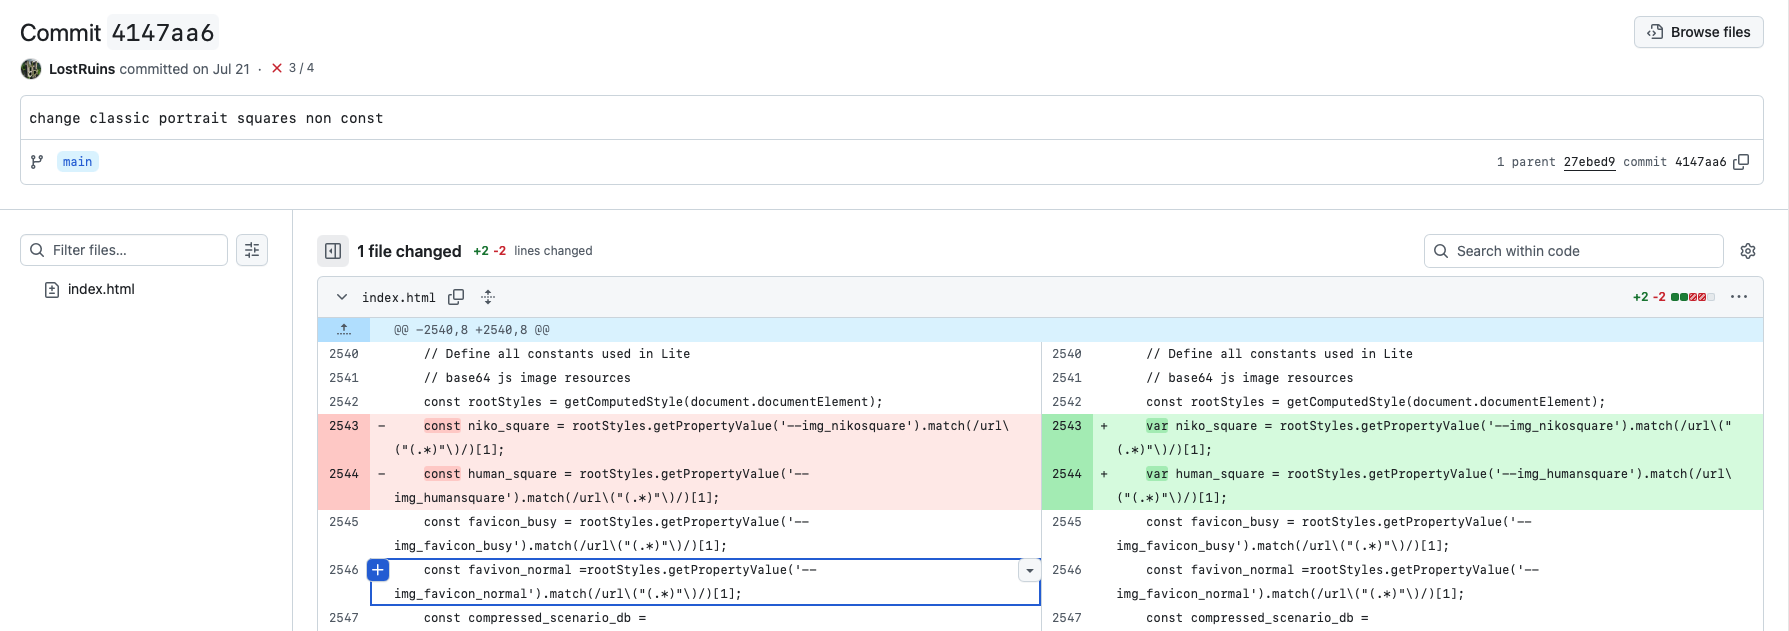 Commit 4147aa6
Browse files
LostRuins committed on Jul 21 · 3 / 4
change classic portrait squares non const
main
1 parent 27ebed9 commit 4147aa6
Filter files...
index.html
1 file changed +2 -2 lines changed
Search within code
index.html
+2 -2
@@ -2540,8 +2540,8 @@
2540 // Define all constants used in Lite
2541 // base64 js image resources
2542 const rootStyles = getComputedStyle(document.documentElement);
2543 - const niko_square = rootStyles.getPropertyValue('--img_nikosquare').match(/url\
("(.*)"\)/)[1];
2544 - const human_square = rootStyles.getPropertyValue('--
img_humansquare').match(/url\("(.*)"\)/)[1];
2545 const favicon_busy = rootStyles.getPropertyValue('--
img_favicon_busy').match(/url\("(.*)"\)/)[1];
2546 const favivon_normal =rootStyles.getPropertyValue('--
img_favicon_normal').match(/url\("(.*)"\)/)[1];
2547 const compressed_scenario_db =
2540 // Define all constants used in Lite
2541 // base64 js image resources
2542 const rootStyles = getComputedStyle(document.documentElement);
2543 + var niko_square = rootStyles.getPropertyValue('--img_nikosquare').match(/url\("
(.*)"\)/)[1];
2544 + var human_square = rootStyles.getPropertyValue('--img_humansquare').match(/url\
("(.*)"\)/)[1];
2545 const favicon_busy = rootStyles.getPropertyValue('--
img_favicon_busy').match(/url\("(.*)"\)/)[1];
2546 const favivon_normal =rootStyles.getPropertyValue('--
img_favicon_normal').match(/url\("(.*)"\)/)[1];
2547 const compressed_scenario_db =